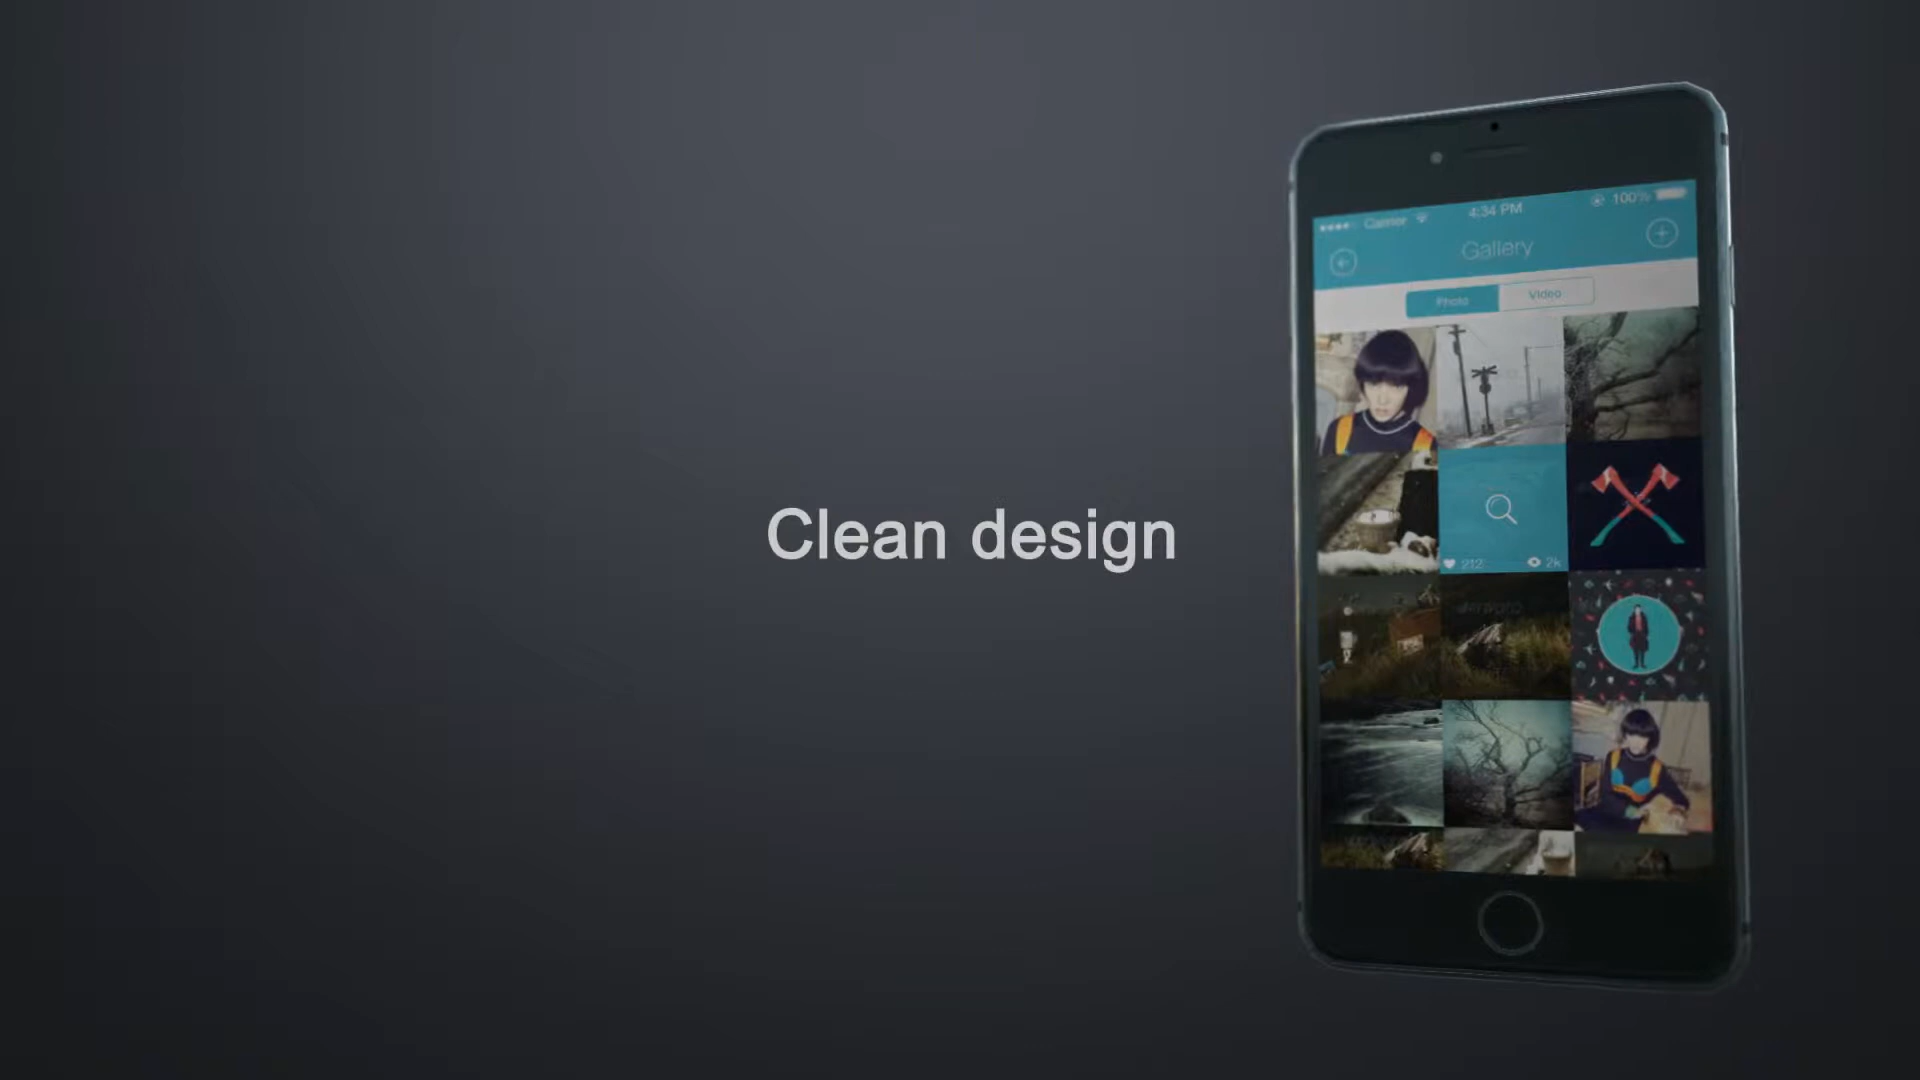 Clean design
Carrier 4:34 PM 100%
Gallery
Photo Video
212 2k